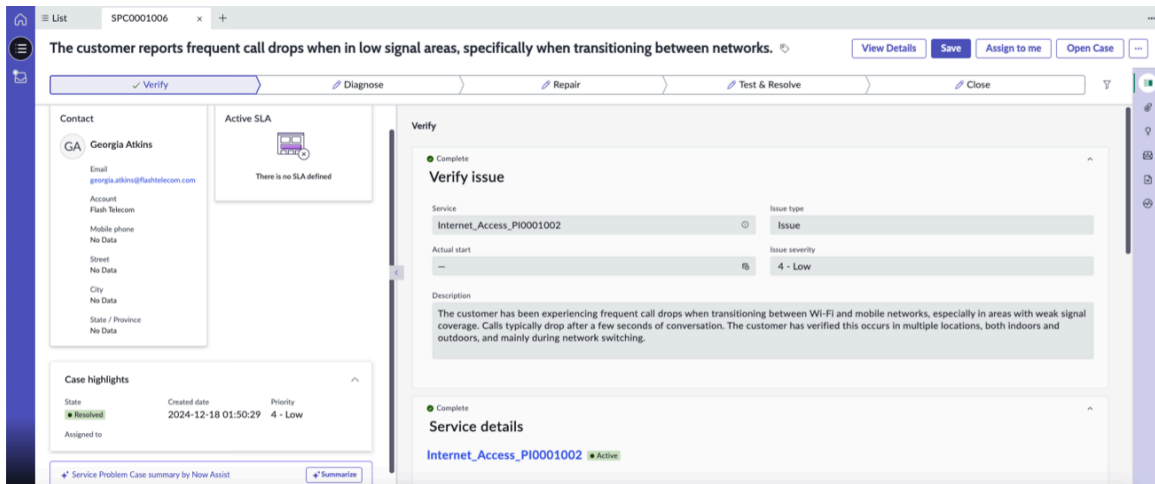 List
SPC0001006
The customer reports frequent call drops when in low signal areas, specifically when transitioning between networks.
View Details
Save
Assign to me
Open Case
Verify
Diagnose
Repair
Test & Resolve
Close
Contact
GA
Georgia Atkins
Email
georgia.atkins@flashtelecom.com
Account
Flash Telecom
Mobile phone
No Data
Street
No Data
City
No Data
State / Province
No Data
Active SLA
There is no SLA defined
Case highlights
State
Created date
Priority
Resolved
2024-12-18 01:50:29
4 - Low
Assigned to
Service Problem Case summary by Now Assist
Summarize
Verify
Complete
Verify issue
Service
Internet_Access_PI0001002
Issue type
Issue
Actual start
—
Issue severity
4 - Low
Description
The customer has been experiencing frequent call drops when transitioning between Wi-Fi and mobile networks, especially in areas with weak signal
coverage. Calls typically drop after a few seconds of conversation. The customer has verified this occurs in multiple locations, both indoors and
outdoors, and mainly during network switching.
Complete
Service details
Internet_Access_PI0001002
Active